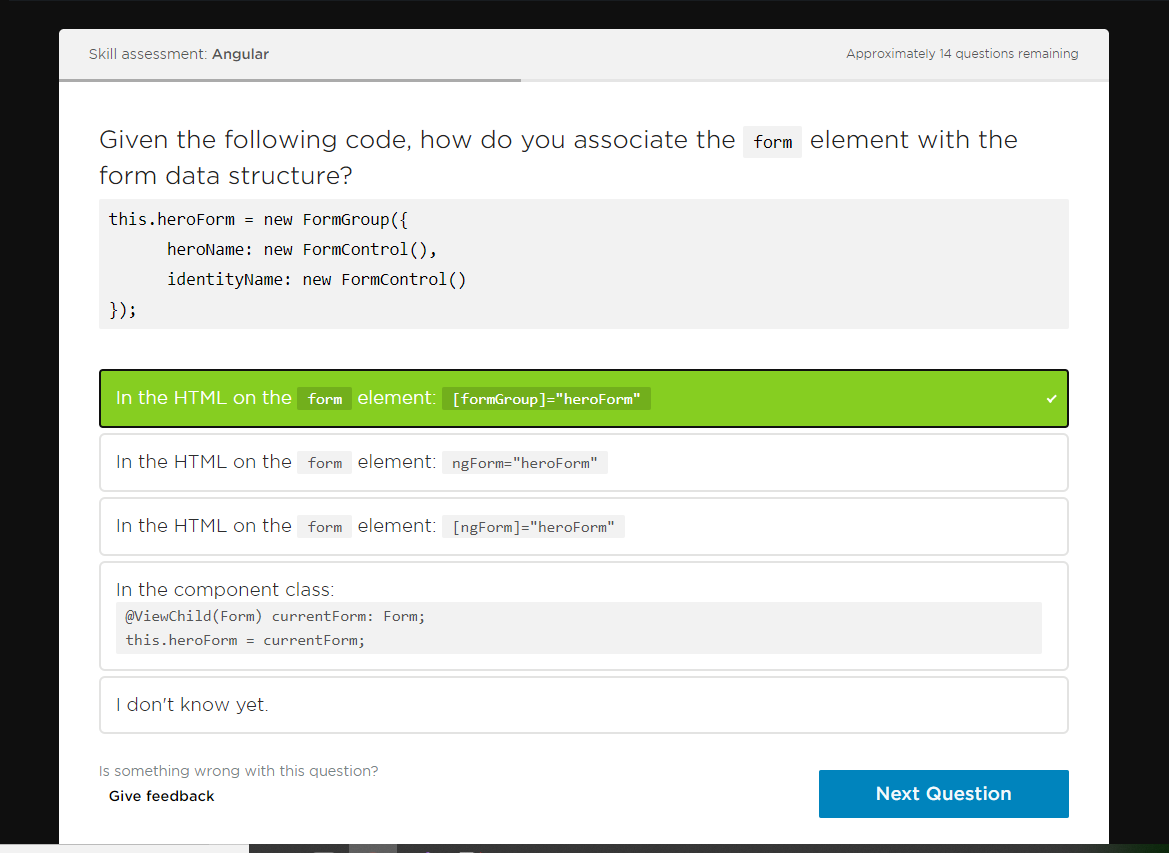 Skill assessment: Angular
Approximately 14 questions remaining
Given the following code, how do you associate the form element with the
form data structure?
this.heroForm = new FormGroup({
heroName: new FormControl(),
identityName: new FormControl()
});
In the HTML on the form element: [formGroup]="heroForm"
In the HTML on the form element: ngForm="heroForm"
In the HTML on the form element: [ngForm]="heroForm"
In the component class:
@ViewChild(Form) currentForm: Form;
this.heroForm = currentForm;
I don't know yet.
Is something wrong with this question?
Give feedback
Next Question